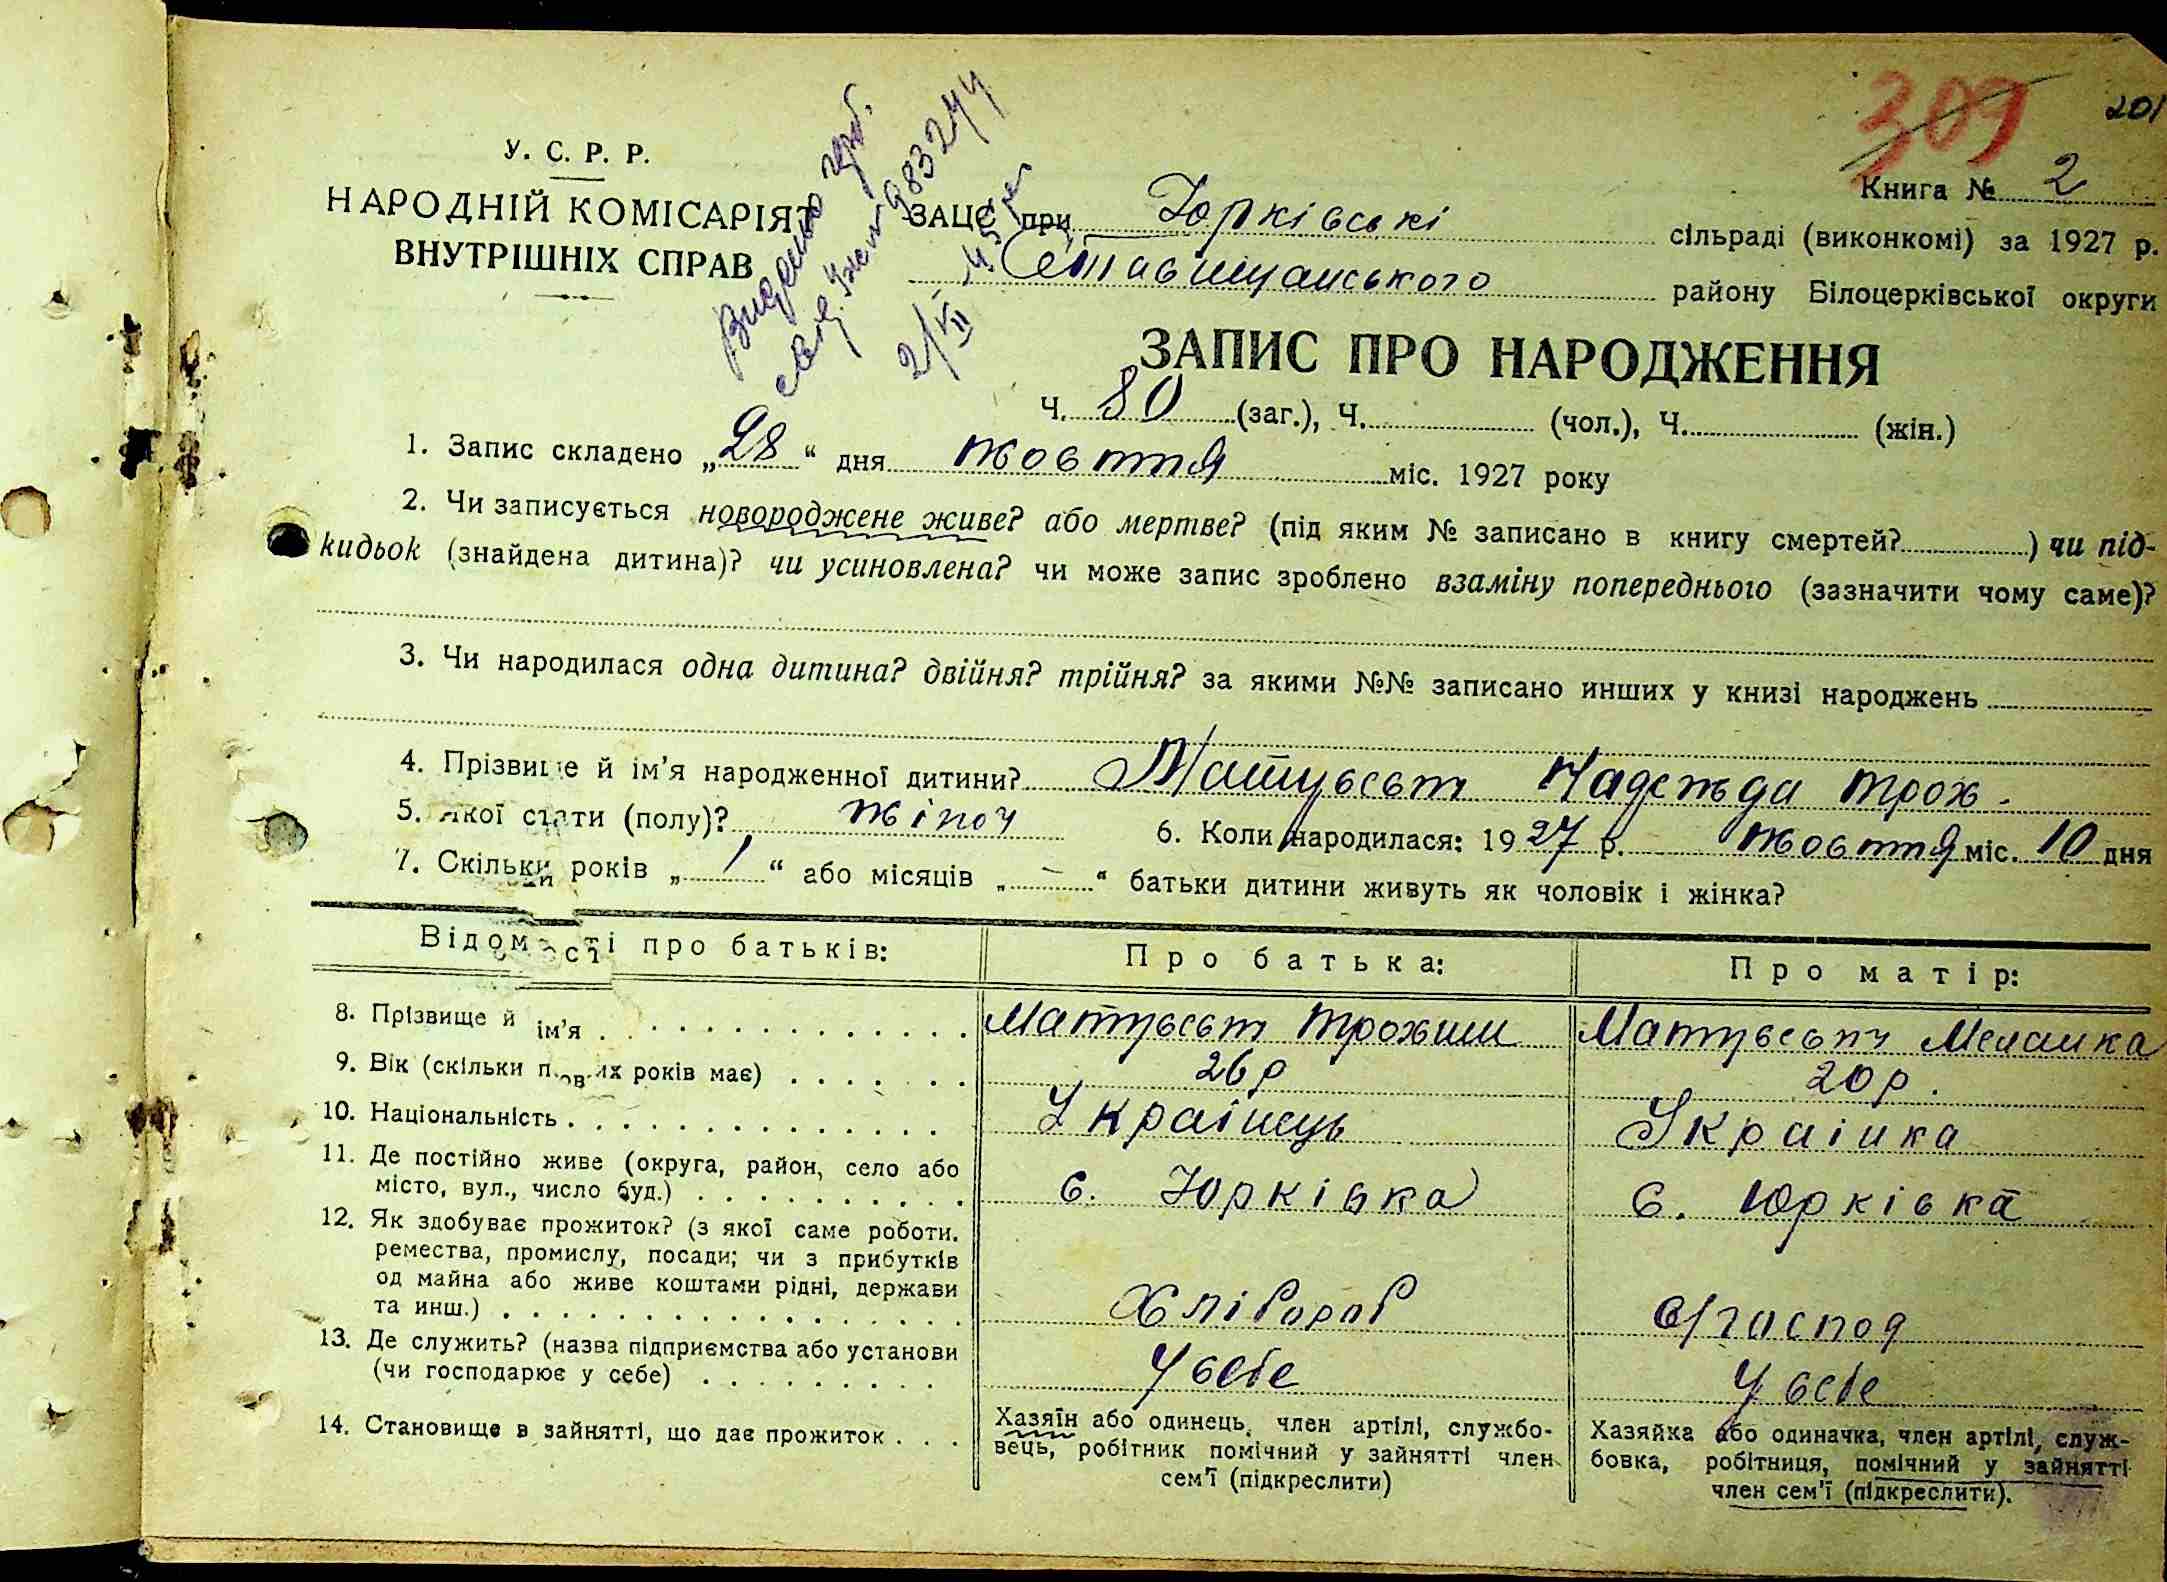 309 201
У. С. Р. Р.
НАРОДНІЙ КОМІСАРІЯТ
ВНУТРІШНІХ СПРАВ
Книга № 2
ЗАЦС при Юрківські сільраді (виконкомі) за 1927 р.
Ставищанського району Білоцерківської округи
983244
ЗАПИС ПРО НАРОДЖЕННЯ
Ч. 80 (заг.), Ч. (чол.), Ч. (жін.)
1. Запис складено „28“ дня жовтня міс. 1927 року
2. Чи записується новороджене живе? або мертве? (під яким № записано в книгу смертей? ) чи під-
кидьок (знайдена дитина)? чи усиновлена? чи може запис зроблено взаміну попереднього (зазначити чому саме)?
3. Чи народилася одна дитина? двійня? трійня? за якими №№ записано инших у книзі народжень
4. Прізвище й ім’я народженної дитини? Надежда Трох.
5. Якої стати (полу)? жіноч 6. Коли народилася: 1927 р. жовтня міс. 10 дня
7. Скільки років „1“ або місяців „-“ батьки дитини живуть як чоловік і жінка?
Відомості про батьків: Про батька: Про матір:
8. Прізвище й ім’я Трохим Меланка
9. Вік (скільки повних років має) 26 р 20 р.
10. Національність Українець Українка
11. Де постійно живе (округа, район, село або
місто, вул., число буд.) с. Юрківка с. Юрківка
12. Як здобуває прожиток? (з якої саме роботи,
ремества, промислу, посади; чи з прибутків
од майна або живе коштами рідні, держави
та инш.) Хлібороб
13. Де служить? (назва підприємства або установи
(чи господарює у себе) У себе У себе
14. Становище в зайнятті, що дає прожиток
Хазяїн або одинець, член артілі, службо-
вець, робітник помічний у зайнятті член
сем’ї (підкреслити)
Хазяйка або одиначка, член артілі, служ-
бовка, робітниця, помічний у зайнятті
член сем’ї (підкреслити).